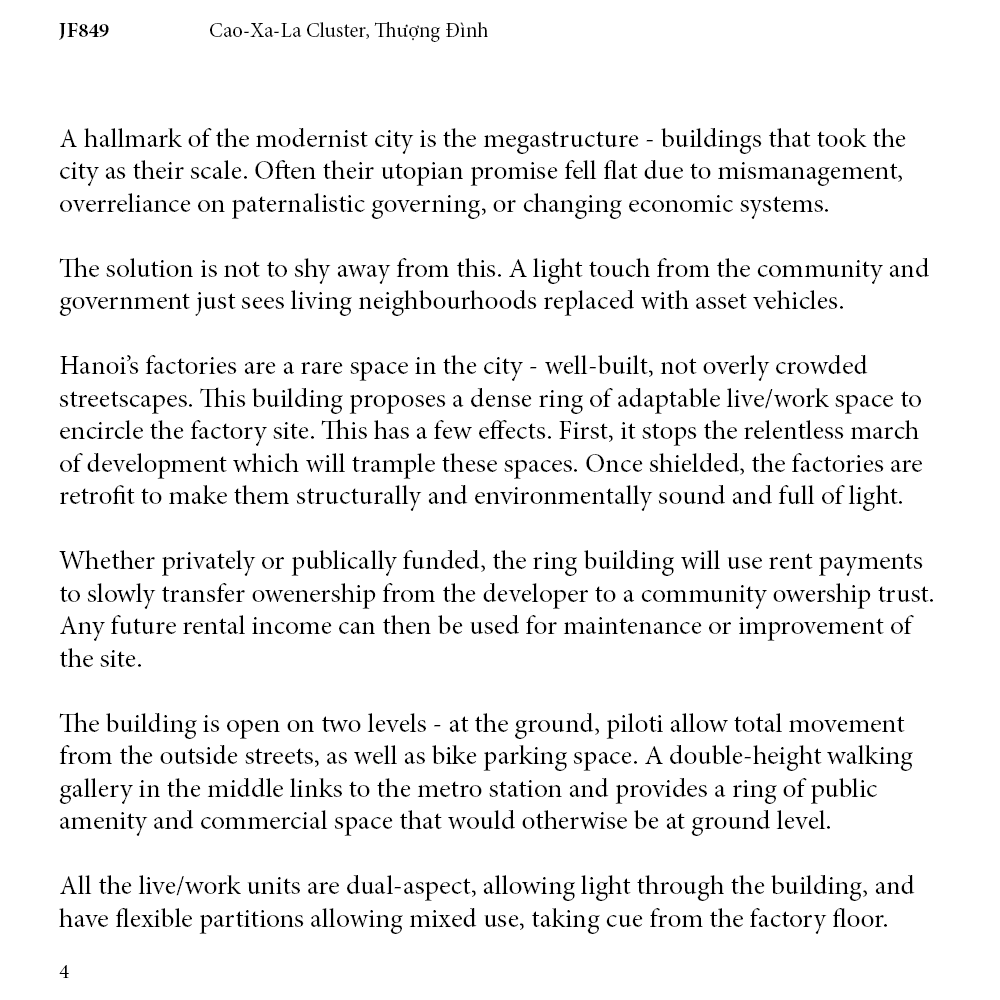 JF849 Cao-Xa-La Cluster, Thượng Đình
A hallmark of the modernist city is the megastructure - buildings that took the
city as their scale. Often their utopian promise fell flat due to mismanagement,
overreliance on paternalistic governing, or changing economic systems.
The solution is not to shy away from this. A light touch from the community and
government just sees living neighbourhoods replaced with asset vehicles.
Hanoi’s factories are a rare space in the city - well-built, not overly crowded
streetscapes. This building proposes a dense ring of adaptable live/work space to
encircle the factory site. This has a few effects. First, it stops the relentless march
of development which will trample these spaces. Once shielded, the factories are
retrofit to make them structurally and environmentally sound and full of light.
Whether privately or publically funded, the ring building will use rent payments
to slowly transfer owenership from the developer to a community owership trust.
Any future rental income can then be used for maintenance or improvement of
the site.
The building is open on two levels - at the ground, piloti allow total movement
from the outside streets, as well as bike parking space. A double-height walking
gallery in the middle links to the metro station and provides a ring of public
amenity and commercial space that would otherwise be at ground level.
All the live/work units are dual-aspect, allowing light through the building, and
have flexible partitions allowing mixed use, taking cue from the factory floor.
4